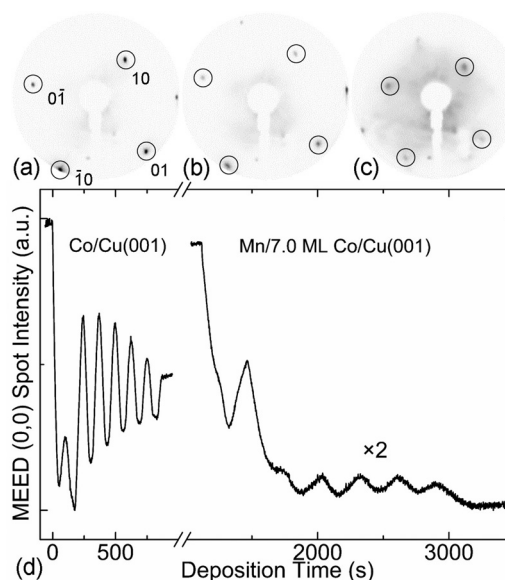 10
01̄
01
1̄0
(a)
(b)
(c)
Co/Cu(001)
Mn/7.0 ML Co/Cu(001)
×2
MEED (0,0) Spot Intensity (a.u.)
0
500
2000
3000
(d)
Deposition Time (s)